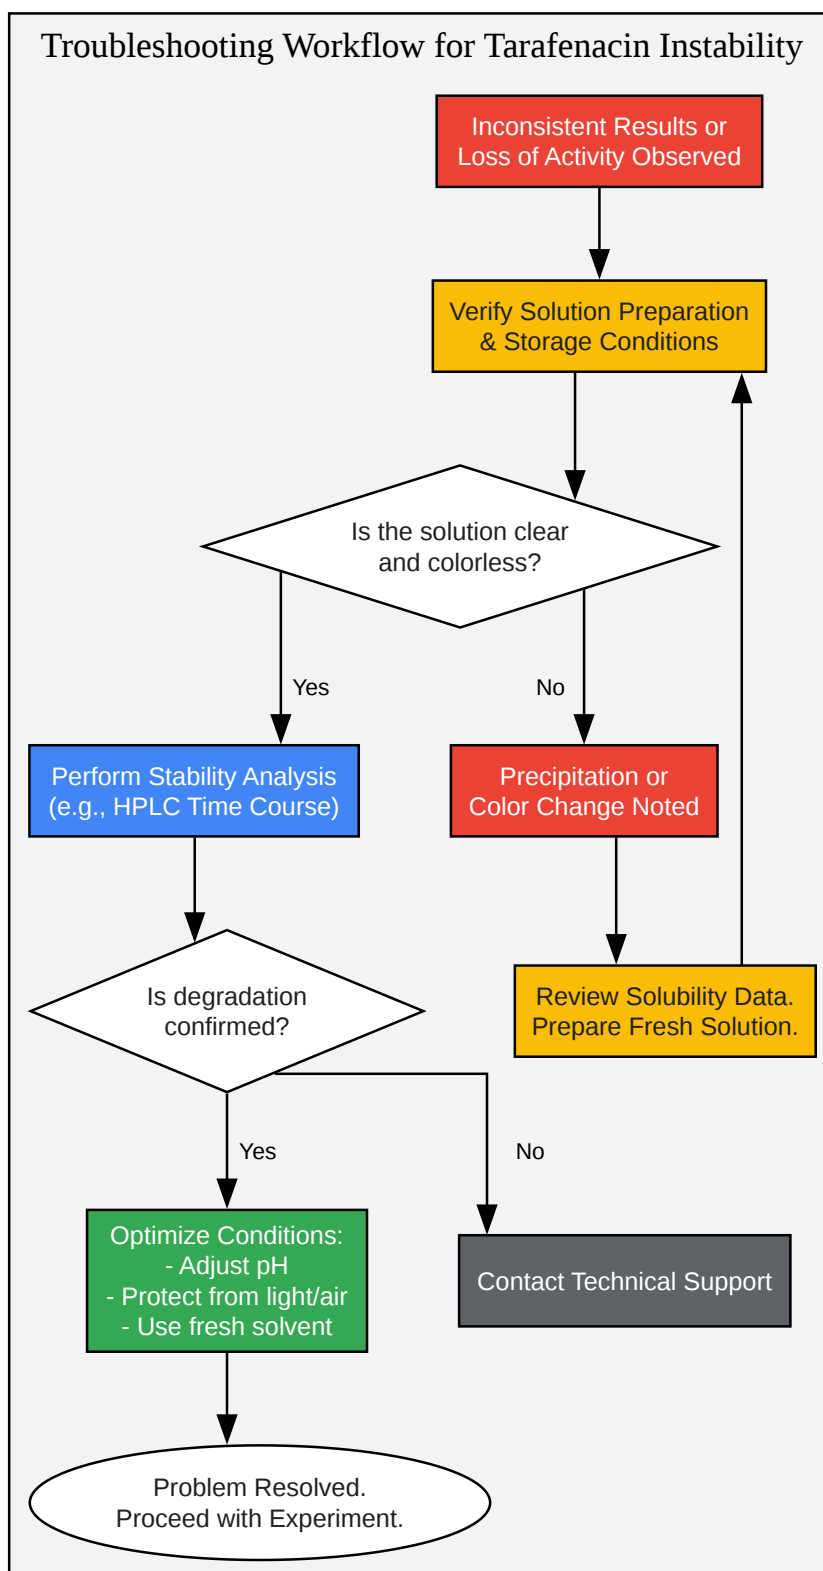 Troubleshooting Workflow for Tarafenacin Instability
Inconsistent Results or
Loss of Activity Observed
Verify Solution Preparation
& Storage Conditions
Is the solution clear
and colorless?
Yes
No
Perform Stability Analysis
(e.g., HPLC Time Course)
Precipitation or
Color Change Noted
Is degradation
confirmed?
Review Solubility Data.
Prepare Fresh Solution.
Yes
No
Optimize Conditions:
- Adjust pH
- Protect from light/air
- Use fresh solvent
Contact Technical Support
Problem Resolved.
Proceed with Experiment.